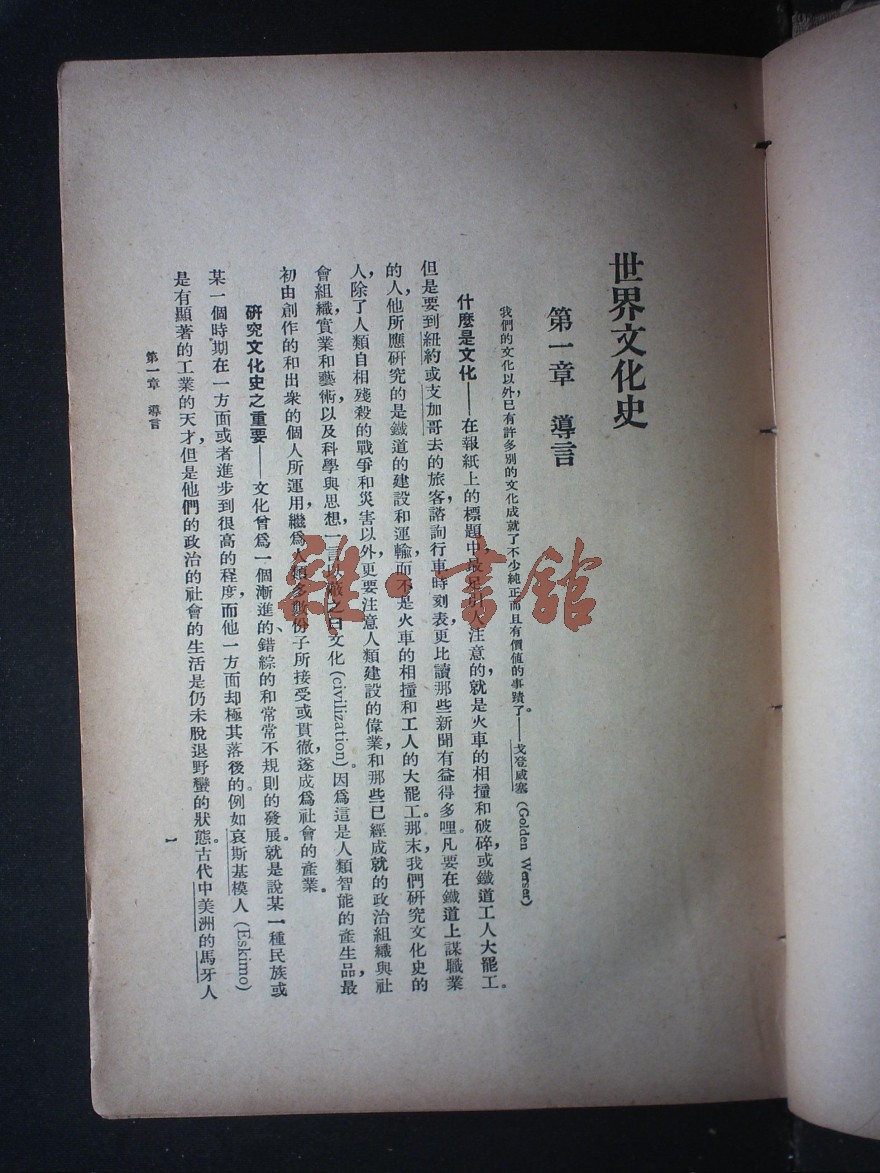 世界文化史
第一章　導言
我們的文化以外，已有許多別的文化成就了不少純正而且有價值的事蹟了。——戈登威塞 (Golden Weiser)
什麼是文化——在報紙上的標題中，最足引人注意的就是火車的相撞和破碎，或鐵道工人大罷工。
但是要到紐約或支加哥去的旅客諮詢行車時刻表更比讀那些新聞有益得多哩。凡要在鐵道上謀職業
的人他所應研究的是鐵道的建設和運輸，而不是火車的相撞和工人的大罷工。那末，我們研究文化史的
人，除了人類自相殘殺的戰爭和災害以外，更要注意人類建設的偉業，和那些已經成就的政治組織與社
會組織，實業和藝術，以及科學與思想，一言以蔽之曰文化 (civilization)。因爲這是人類智能的產生品，最
初由創作的和出衆的個人所運用，繼爲人類多數份子所接受或貫徹，遂成爲社會的產業。
研究文化史之重要——文化曾爲一個漸進的、錯綜的和常常不規則的發展。就是說某一種民族或
某一個時期在一方面或者進步到很高的程度，而他一方面却極其落後的。例如哀斯基模人 (Eskimo)
是有顯著的工業的天才，但是他們的政治的社會的生活是仍未脫退野蠻的狀態。古代中美洲的馬牙人
第一章　導言
1
雜·書館